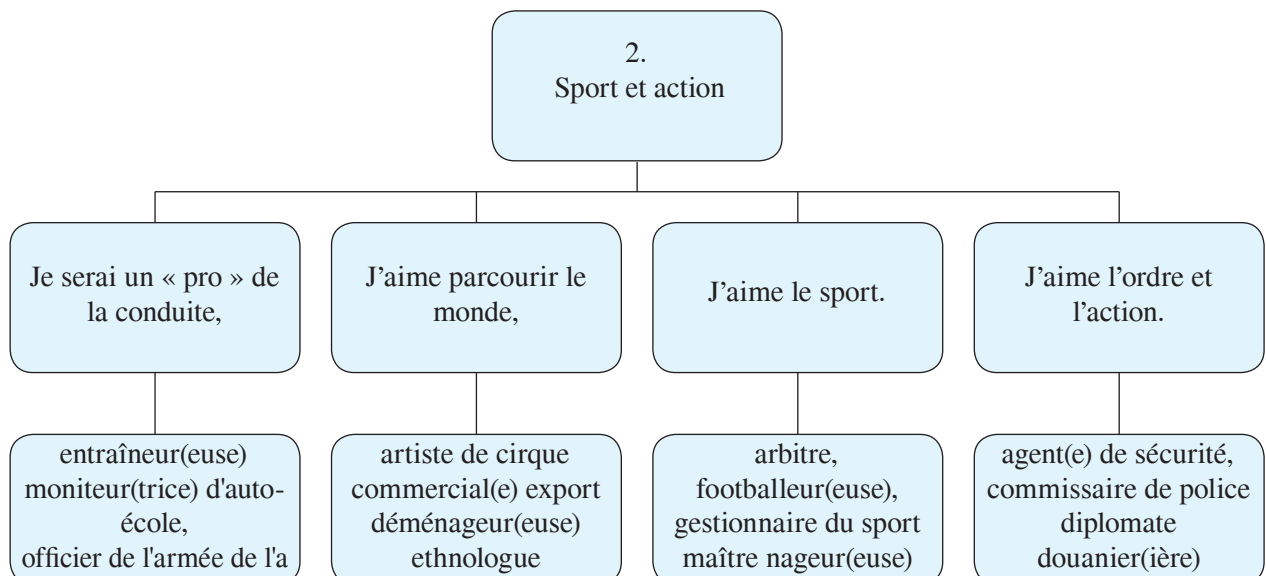 2.
Sport et action
Je serai un « pro » de
la conduite,
J’aime parcourir le
monde,
J’aime le sport.
J’aime l’ordre et
l’action.
entraîneur(euse)
moniteur(trice) d'auto-
école,
officier de l'armée de l'a
artiste de cirque
commercial(e) export
déménageur(euse)
ethnologue
arbitre,
footballeur(euse),
gestionnaire du sport
maître nageur(euse)
agent(e) de sécurité,
commissaire de police
diplomate
douanier(ière)